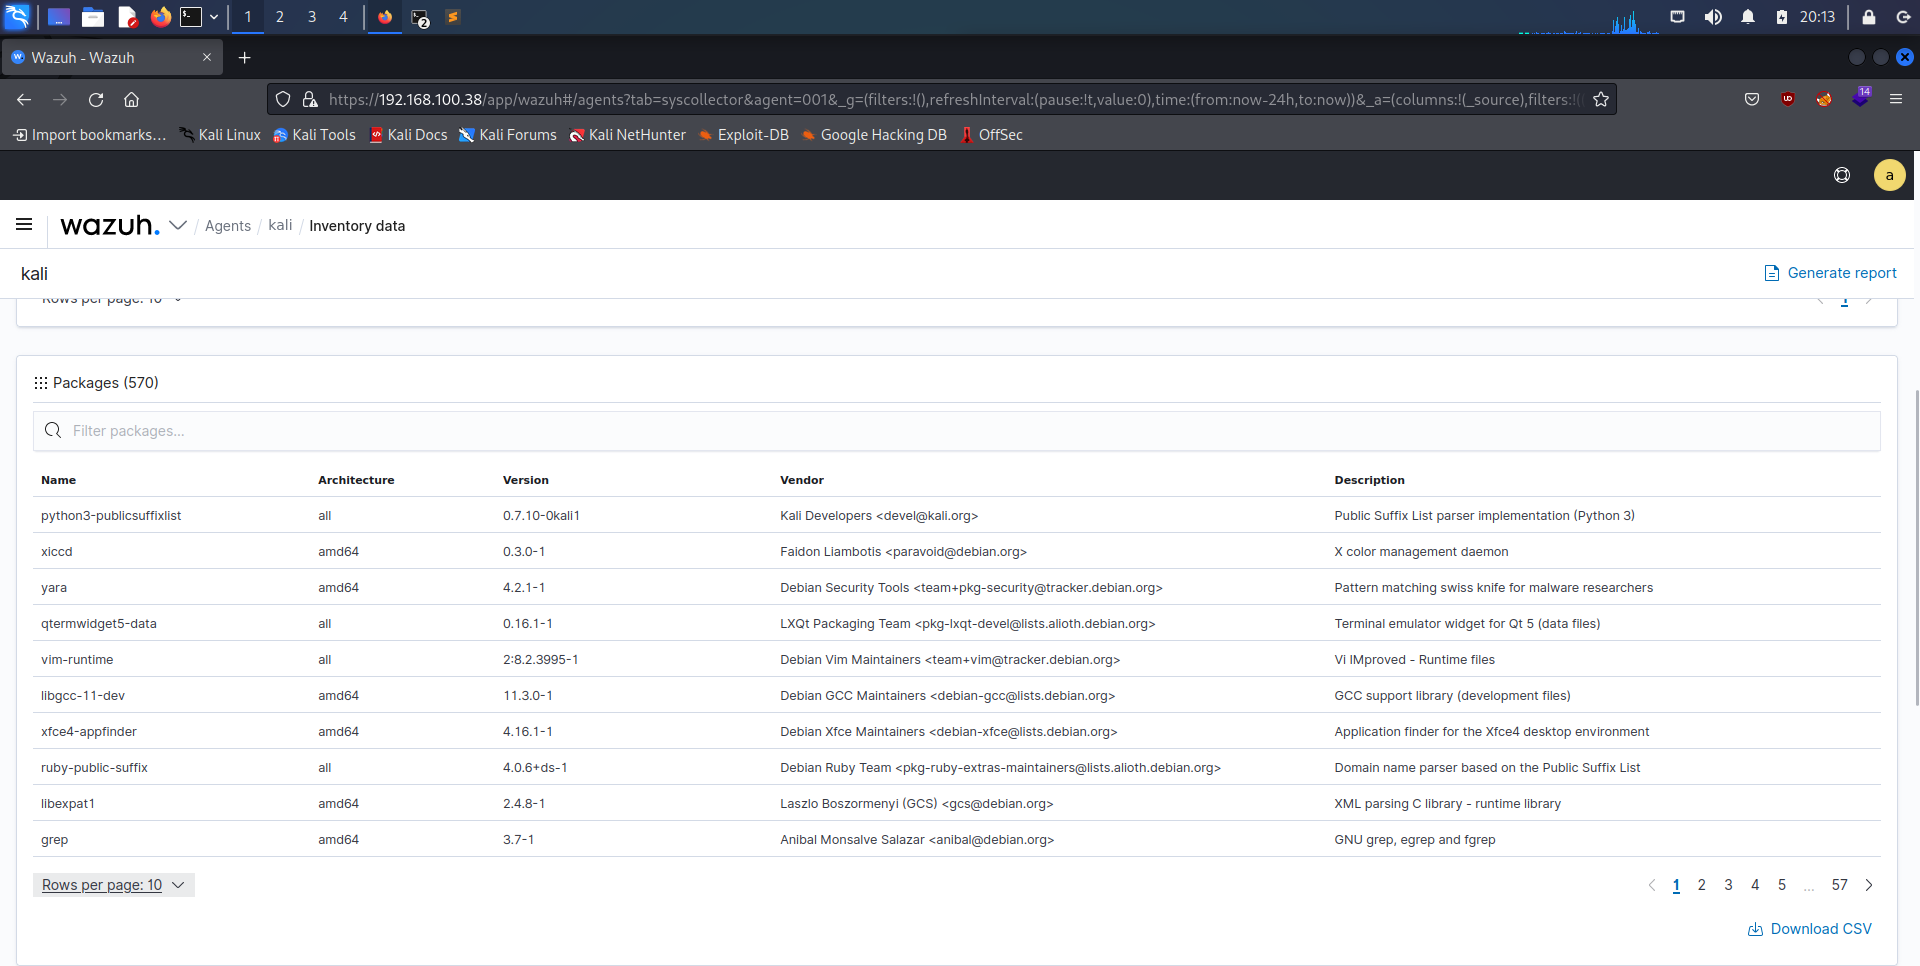 1 2 3 4 2 20:13
Wazuh - Wazuh
https://192.168.100.38/app/wazuh#/agents?tab=syscollector&agent=001&_g=(filters:!(),refreshInterval:(pause:!t,value:0),time:(from:now-24h,to:now))&_a=(columns:!(_source),filters:!( 14
Import bookmarks... Kali Linux Kali Tools Kali Docs Kali Forums Kali NetHunter Exploit-DB Google Hacking DB OffSec
a
wazuh. / Agents / kali / Inventory data
kali Generate report
Rows per page: 10 1
Packages (570)
Filter packages...
Name Architecture Version Vendor Description
python3-publicsuffixlist all 0.7.10-0kali1 Kali Developers <devel@kali.org> Public Suffix List parser implementation (Python 3)
xiccd amd64 0.3.0-1 Faidon Liambotis <paravoid@debian.org> X color management daemon
yara amd64 4.2.1-1 Debian Security Tools <team+pkg-security@tracker.debian.org> Pattern matching swiss knife for malware researchers
qtermwidget5-data all 0.16.1-1 LXQt Packaging Team <pkg-lxqt-devel@lists.alioth.debian.org> Terminal emulator widget for Qt 5 (data files)
vim-runtime all 2:8.2.3995-1 Debian Vim Maintainers <team+vim@tracker.debian.org> Vi IMproved - Runtime files
libgcc-11-dev amd64 11.3.0-1 Debian GCC Maintainers <debian-gcc@lists.debian.org> GCC support library (development files)
xfce4-appfinder amd64 4.16.1-1 Debian Xfce Maintainers <debian-xfce@lists.debian.org> Application finder for the Xfce4 desktop environment
ruby-public-suffix all 4.0.6+ds-1 Debian Ruby Team <pkg-ruby-extras-maintainers@lists.alioth.debian.org> Domain name parser based on the Public Suffix List
libexpat1 amd64 2.4.8-1 Laszlo Boszormenyi (GCS) <gcs@debian.org> XML parsing C library - runtime library
grep amd64 3.7-1 Anibal Monsalve Salazar <anibal@debian.org> GNU grep, egrep and fgrep
Rows per page: 10 1 2 3 4 5 ... 57
Download CSV